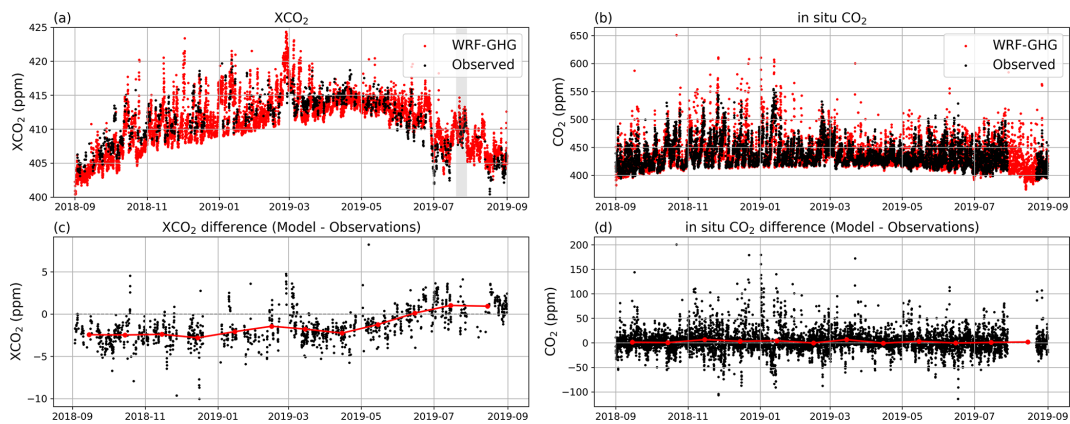 (a) XCO2
WRF-GHG
Observed
XCO2 (ppm)
425
420
415
410
405
400
2018-09 2018-11 2019-01 2019-03 2019-05 2019-07 2019-09
(b) in situ CO2
WRF-GHG
Observed
CO2 (ppm)
650
600
550
500
450
400
2018-09 2018-11 2019-01 2019-03 2019-05 2019-07 2019-09
(c) XCO2 difference (Model - Observations)
XCO2 (ppm)
5
0
−5
−10
2018-09 2018-11 2019-01 2019-03 2019-05 2019-07 2019-09
(d) in situ CO2 difference (Model - Observations)
CO2 (ppm)
200
150
100
50
0
−50
−100
2018-09 2018-11 2019-01 2019-03 2019-05 2019-07 2019-09